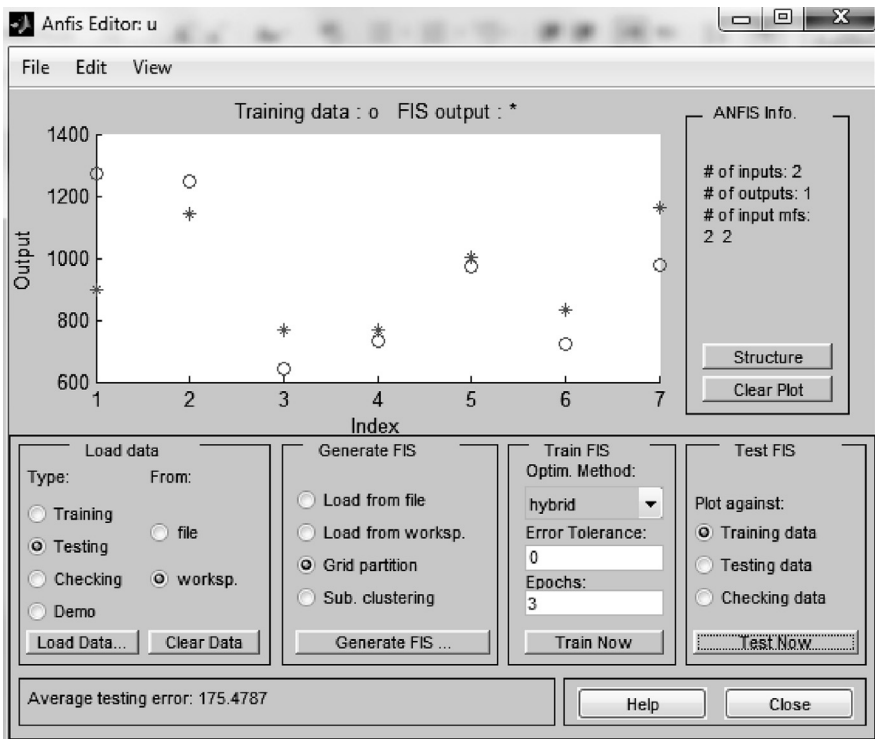 Anfis Editor: u
File Edit View
Training data : o FIS output : *
1400
1200
1000
800
600
Output
1 2 3 4 5 6 7
Index
ANFIS Info.
# of inputs: 2
# of outputs: 1
# of input mfs:
2 2
Structure
Clear Plot
Load data
Type: From:
Training
Testing
Checking
Demo
file
worksp.
Load Data... Clear Data
Generate FIS
Load from file
Load from worksp.
Grid partition
Sub. clustering
Generate FIS ...
Train FIS
Optim. Method:
hybrid
Error Tolerance:
0
Epochs:
3
Train Now
Test FIS
Plot against:
Training data
Testing data
Checking data
Test Now
Average testing error: 175.4787
Help Close